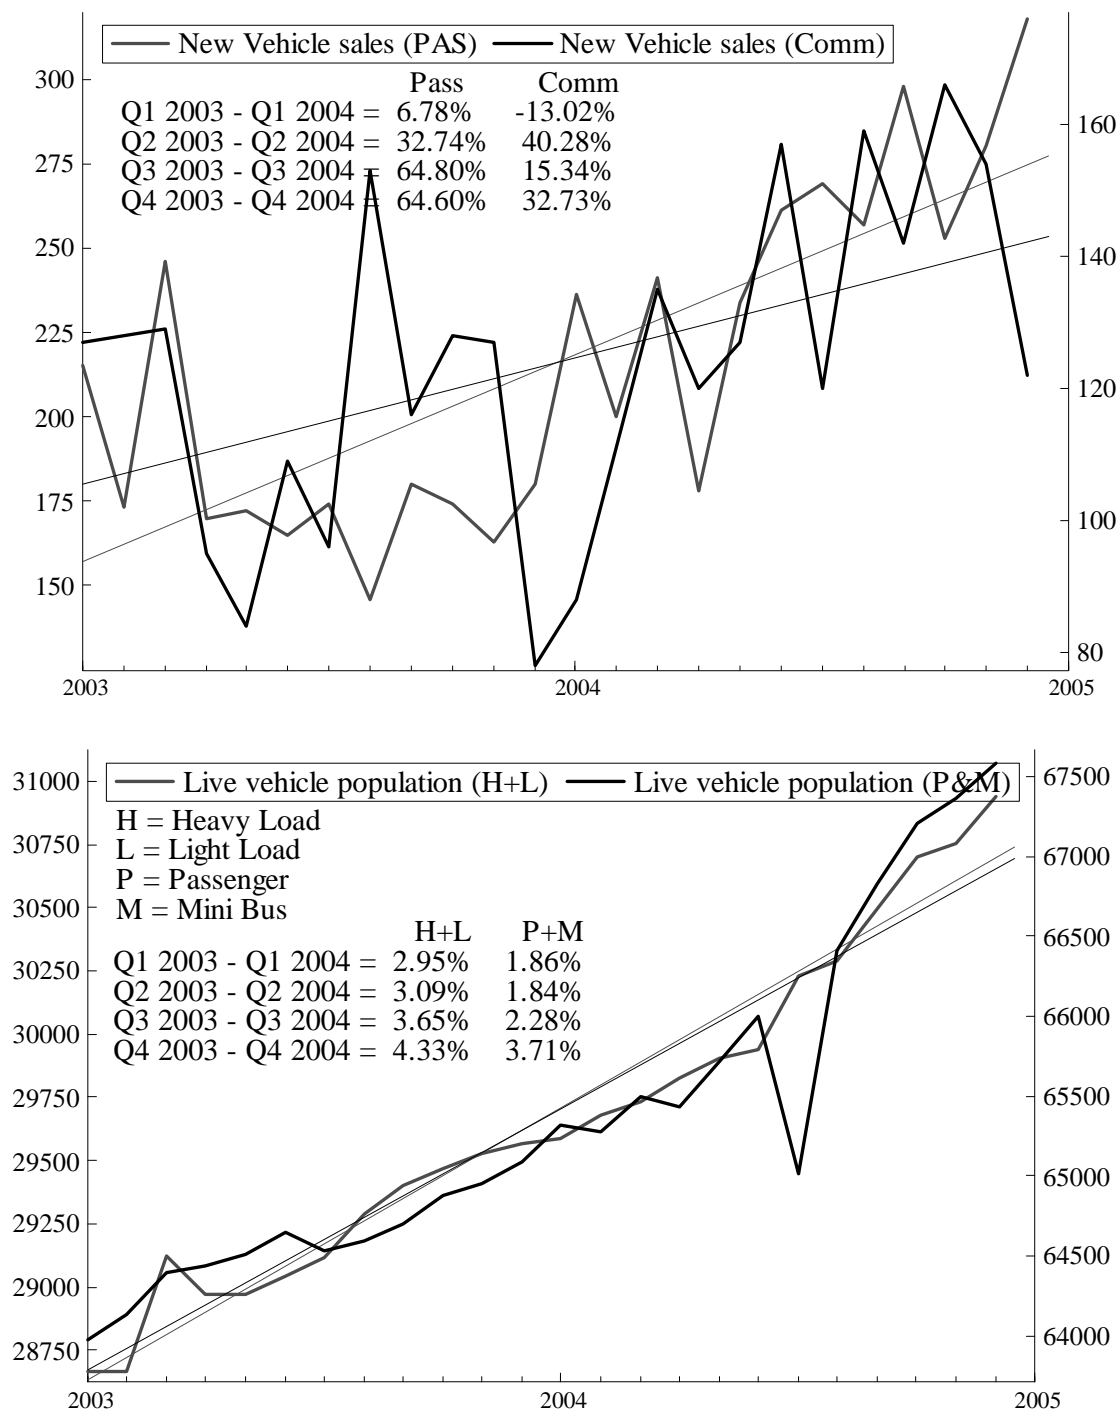 New Vehicle sales (PAS) New Vehicle sales (Comm)
Pass Comm
Q1 2003 - Q1 2004 = 6.78% -13.02%
Q2 2003 - Q2 2004 = 32.74% 40.28%
Q3 2003 - Q3 2004 = 64.80% 15.34%
Q4 2003 - Q4 2004 = 64.60% 32.73%
300
275
250
225
200
175
150
160
140
120
100
80
2003 2004 2005
Live vehicle population (H+L) Live vehicle population (P&M)
H = Heavy Load
L = Light Load
P = Passenger
M = Mini Bus
H+L P+M
Q1 2003 - Q1 2004 = 2.95% 1.86%
Q2 2003 - Q2 2004 = 3.09% 1.84%
Q3 2003 - Q3 2004 = 3.65% 2.28%
Q4 2003 - Q4 2004 = 4.33% 3.71%
31000
30750
30500
30250
30000
29750
29500
29250
29000
28750
67500
67000
66500
66000
65500
65000
64500
64000
2003 2004 2005